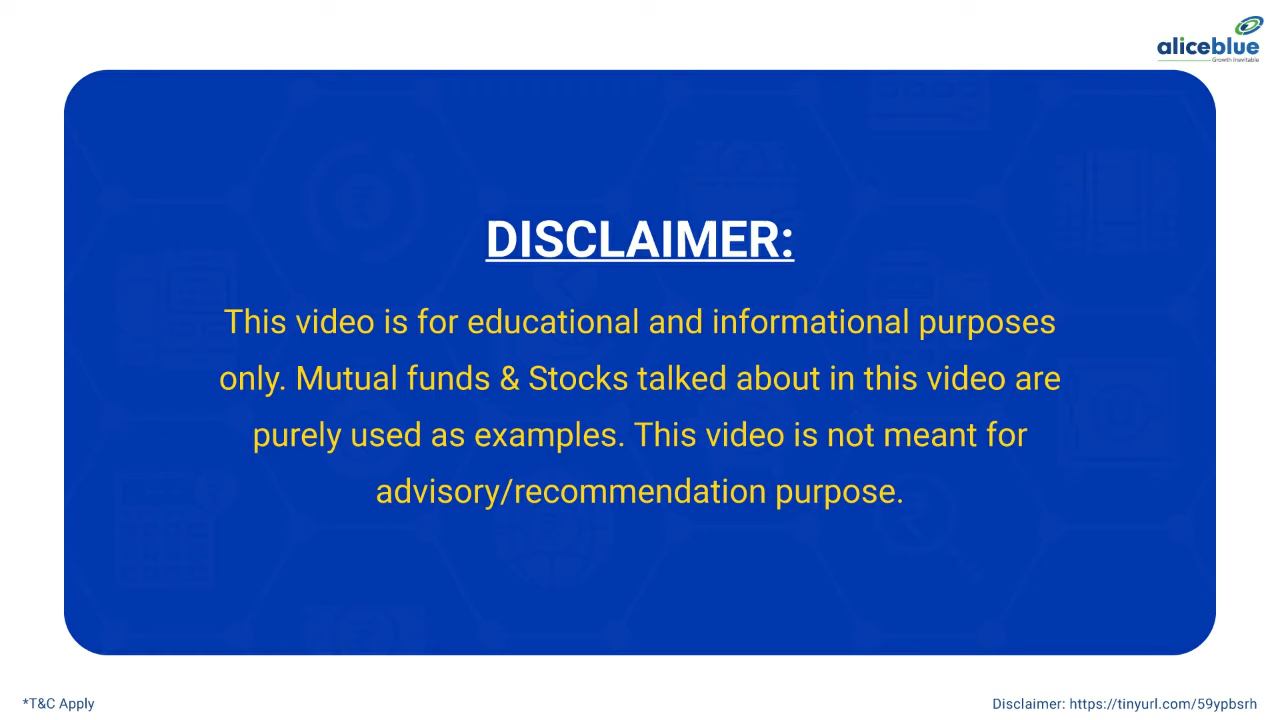 aliceblue
Growth Inevitable
DISCLAIMER:
This video is for educational and informational purposes
only. Mutual funds & Stocks talked about in this video are
purely used as examples. This video is not meant for
advisory/recommendation purpose.
*T&C Apply
Disclaimer: https://tinyurl.com/59ypbsrh